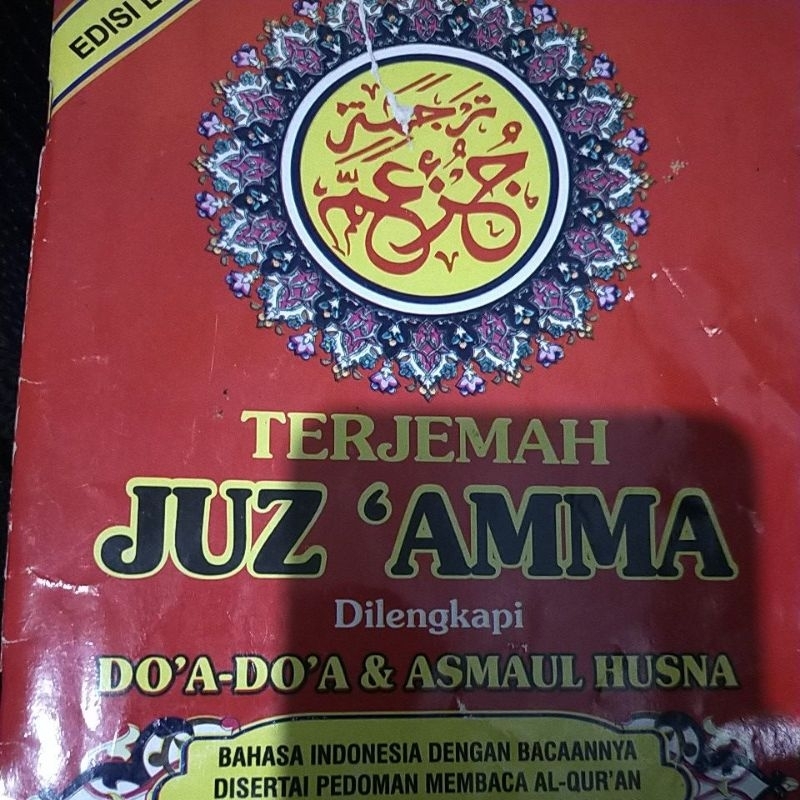 EDISI
ترجمة
جزء عم
TERJEMAH
JUZ ‘AMMA
Dilengkapi
DO’A-DO’A & ASMAUL HUSNA
BAHASA INDONESIA DENGAN BACAANNYA
DISERTAI PEDOMAN MEMBACA AL-QUR’AN